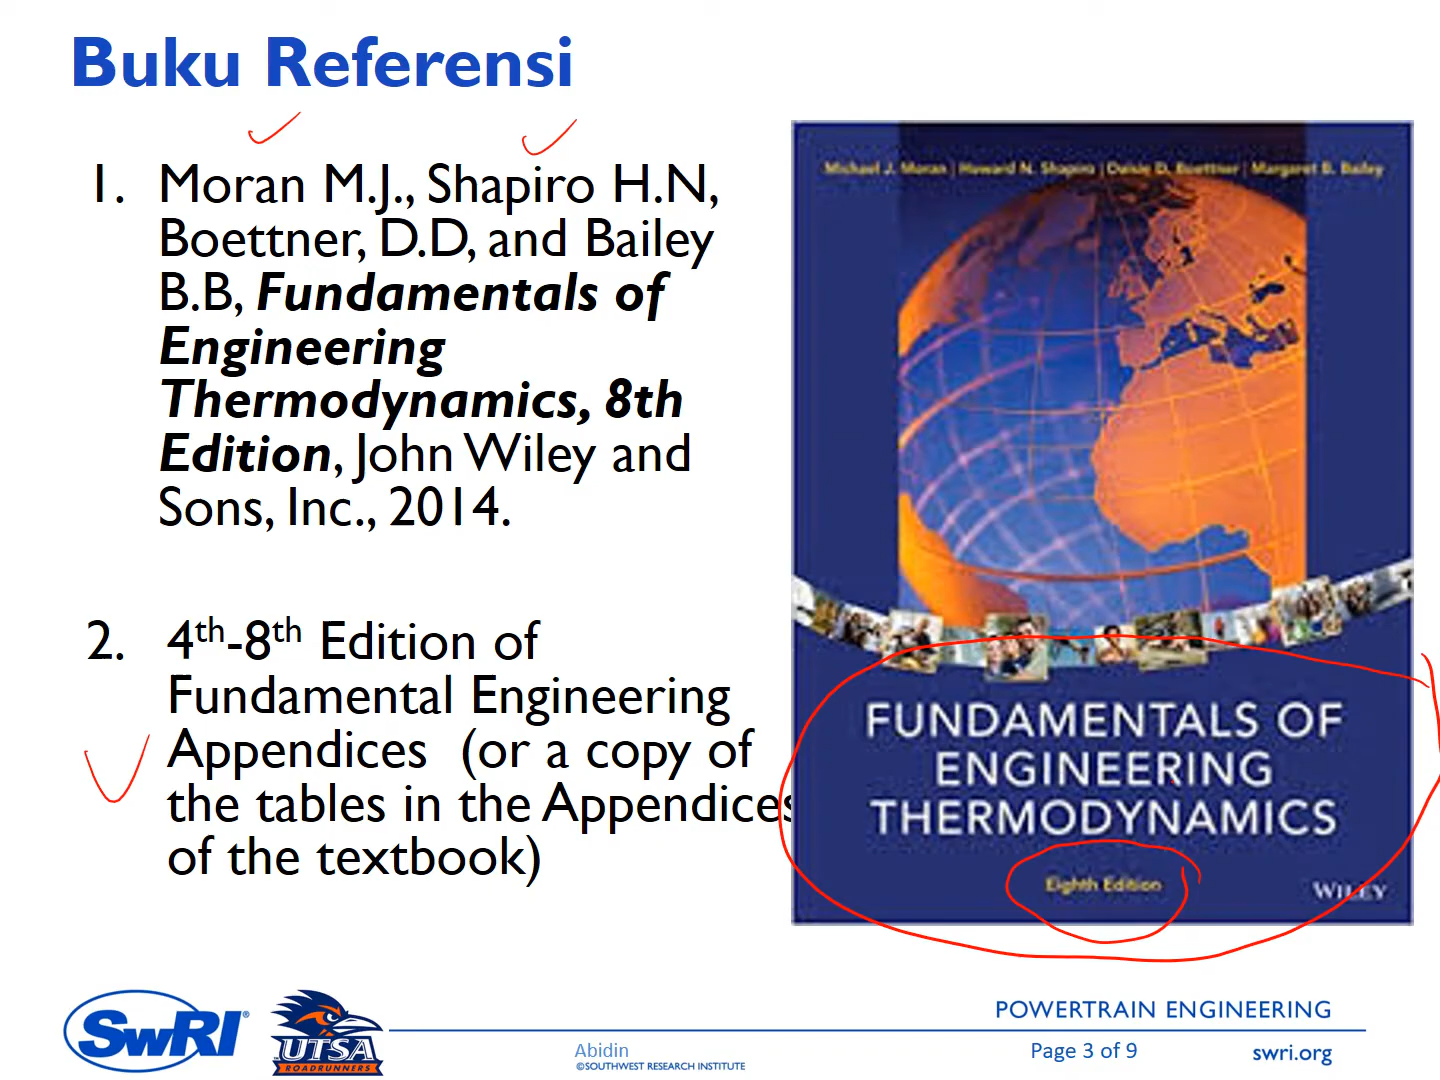 Buku Referensi
1. Moran M.J., Shapiro H.N,
Boettner, D.D, and Bailey
B.B, Fundamentals of
Engineering
Thermodynamics, 8th
Edition, John Wiley and
Sons, Inc., 2014.
2. 4th-8th Edition of
Fundamental Engineering
Appendices (or a copy of
the tables in the Appendices
of the textbook)
Michael J. Moran | Howard N. Shapiro | Daisie D. Boettner | Margaret B. Bailey
FUNDAMENTALS OF
ENGINEERING
THERMODYNAMICS
Eighth Edition
WILEY
SwRI®
UTSA
ROADRUNNERS
Abidin
©SOUTHWEST RESEARCH INSTITUTE
POWERTRAIN ENGINEERING
Page 3 of 9
swri.org